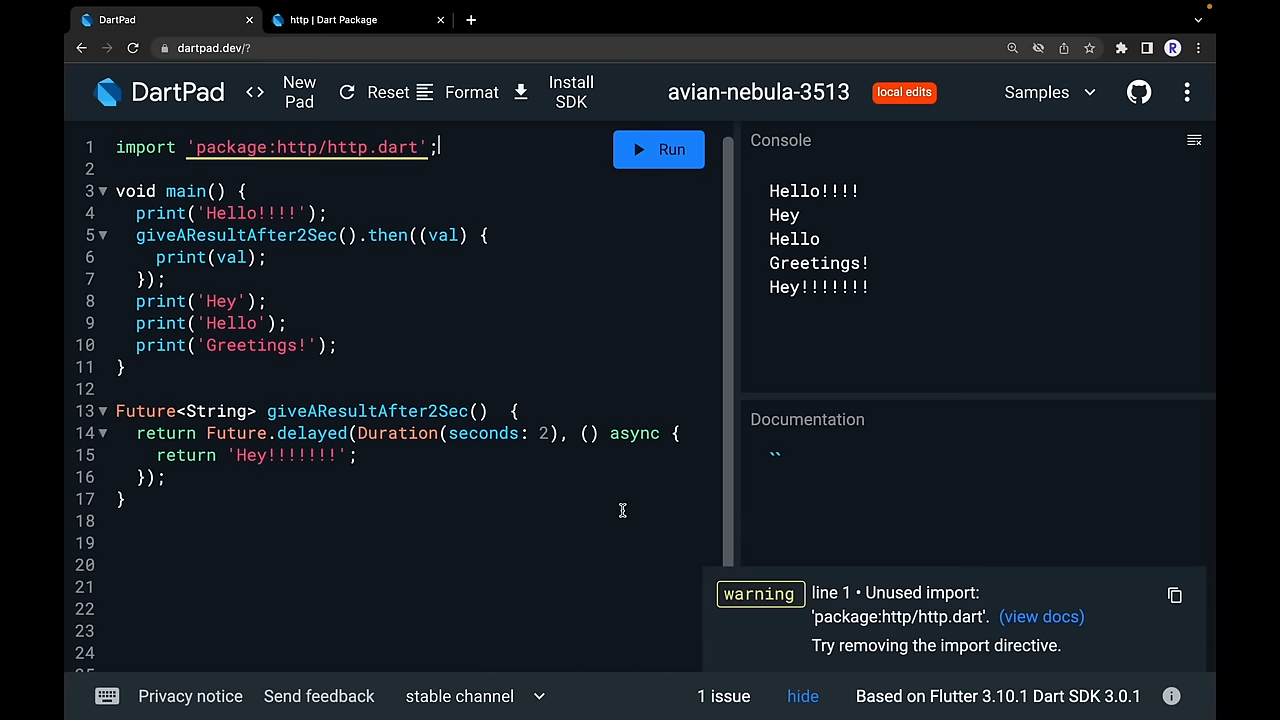 DartPad
http | Dart Package
dartpad.dev/?
R
DartPad
New Pad
Reset
Format
Install SDK
avian-nebula-3513
local edits
Samples
1 import 'package:http/http.dart';
2
3 void main() {
4 print('Hello!!!!');
5 giveAResultAfter2Sec().then((val) {
6 print(val);
7 });
8 print('Hey');
9 print('Hello');
10 print('Greetings!');
11 }
12
13 Future<String> giveAResultAfter2Sec()  {
14 return Future.delayed(Duration(seconds: 2), () async {
15 return 'Hey!!!!!!!';
16 });
17 }
18
19
20
21
22
23
24
Run
Console
Hello!!!!
Hey
Hello
Greetings!
Hey!!!!!!!
Documentation
``
warning
line 1 • Unused import:
'package:http/http.dart'. (view docs)
Try removing the import directive.
Privacy notice
Send feedback
stable channel
1 issue
hide
Based on Flutter 3.10.1 Dart SDK 3.0.1